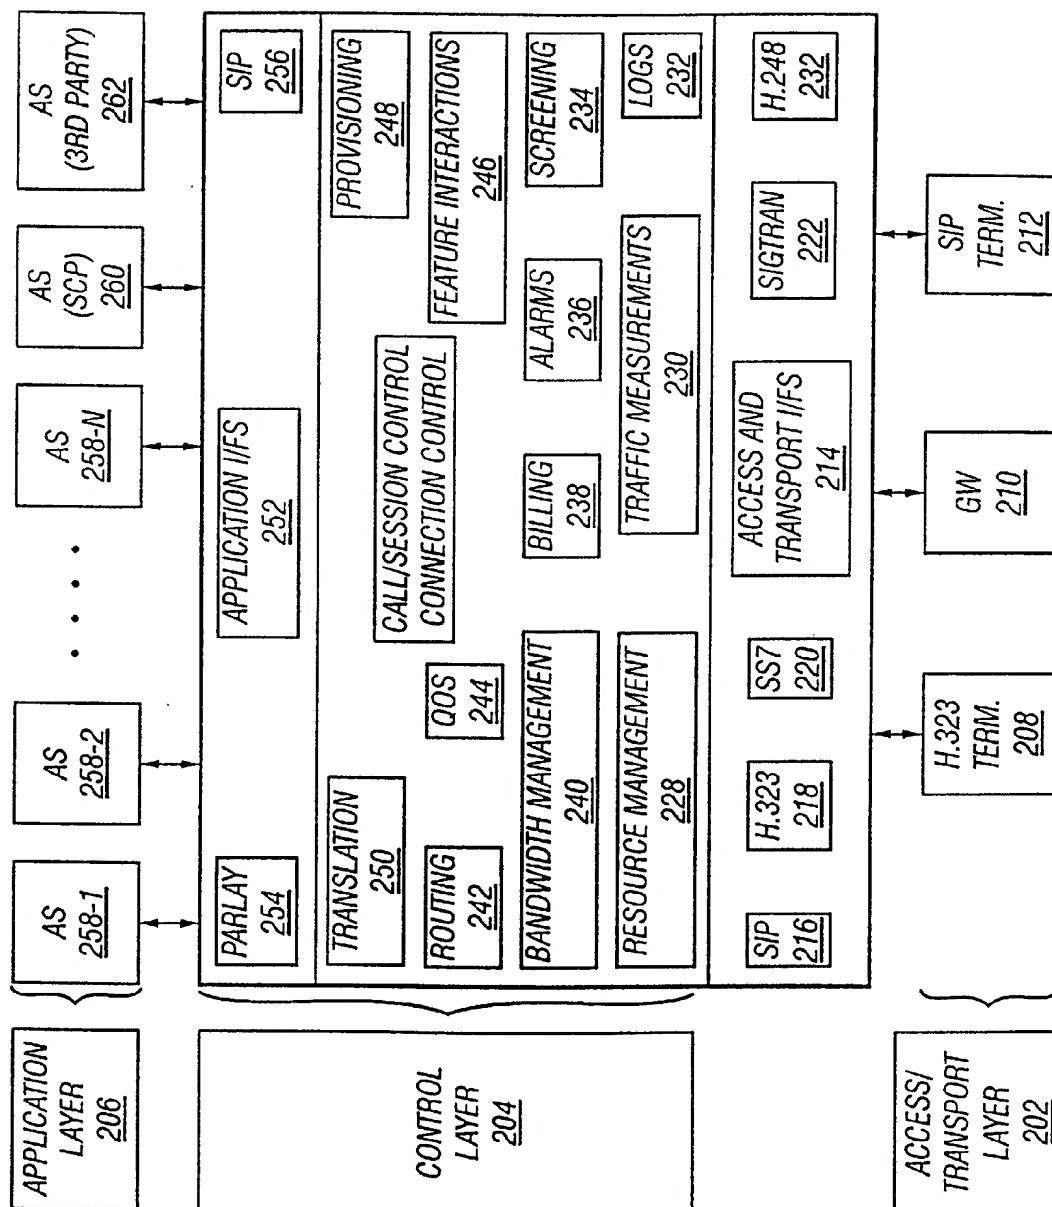 APPLICATION
LAYER
206
AS
258-1
AS
258-2
AS
258-N
AS
(SCP)
260
AS
(3RD PARTY)
262
CONTROL
LAYER
204
PARLAY
254
APPLICATION I/FS
252
SIP
256
TRANSLATION
250
CALL/SESSION CONTROL
CONNECTION CONTROL
PROVISIONING
248
ROUTING
242
QOS
244
FEATURE INTERACTIONS
246
BANDWIDTH MANAGEMENT
240
BILLING
238
ALARMS
236
SCREENING
234
RESOURCE MANAGEMENT
228
TRAFFIC MEASUREMENTS
230
LOGS
232
SIP
216
H.323
218
SS7
220
ACCESS AND
TRANSPORT I/FS
214
SIGTRAN
222
H.248
232
ACCESS/
TRANSPORT
LAYER
202
H.323
TERM.
208
GW
210
SIP
TERM.
212